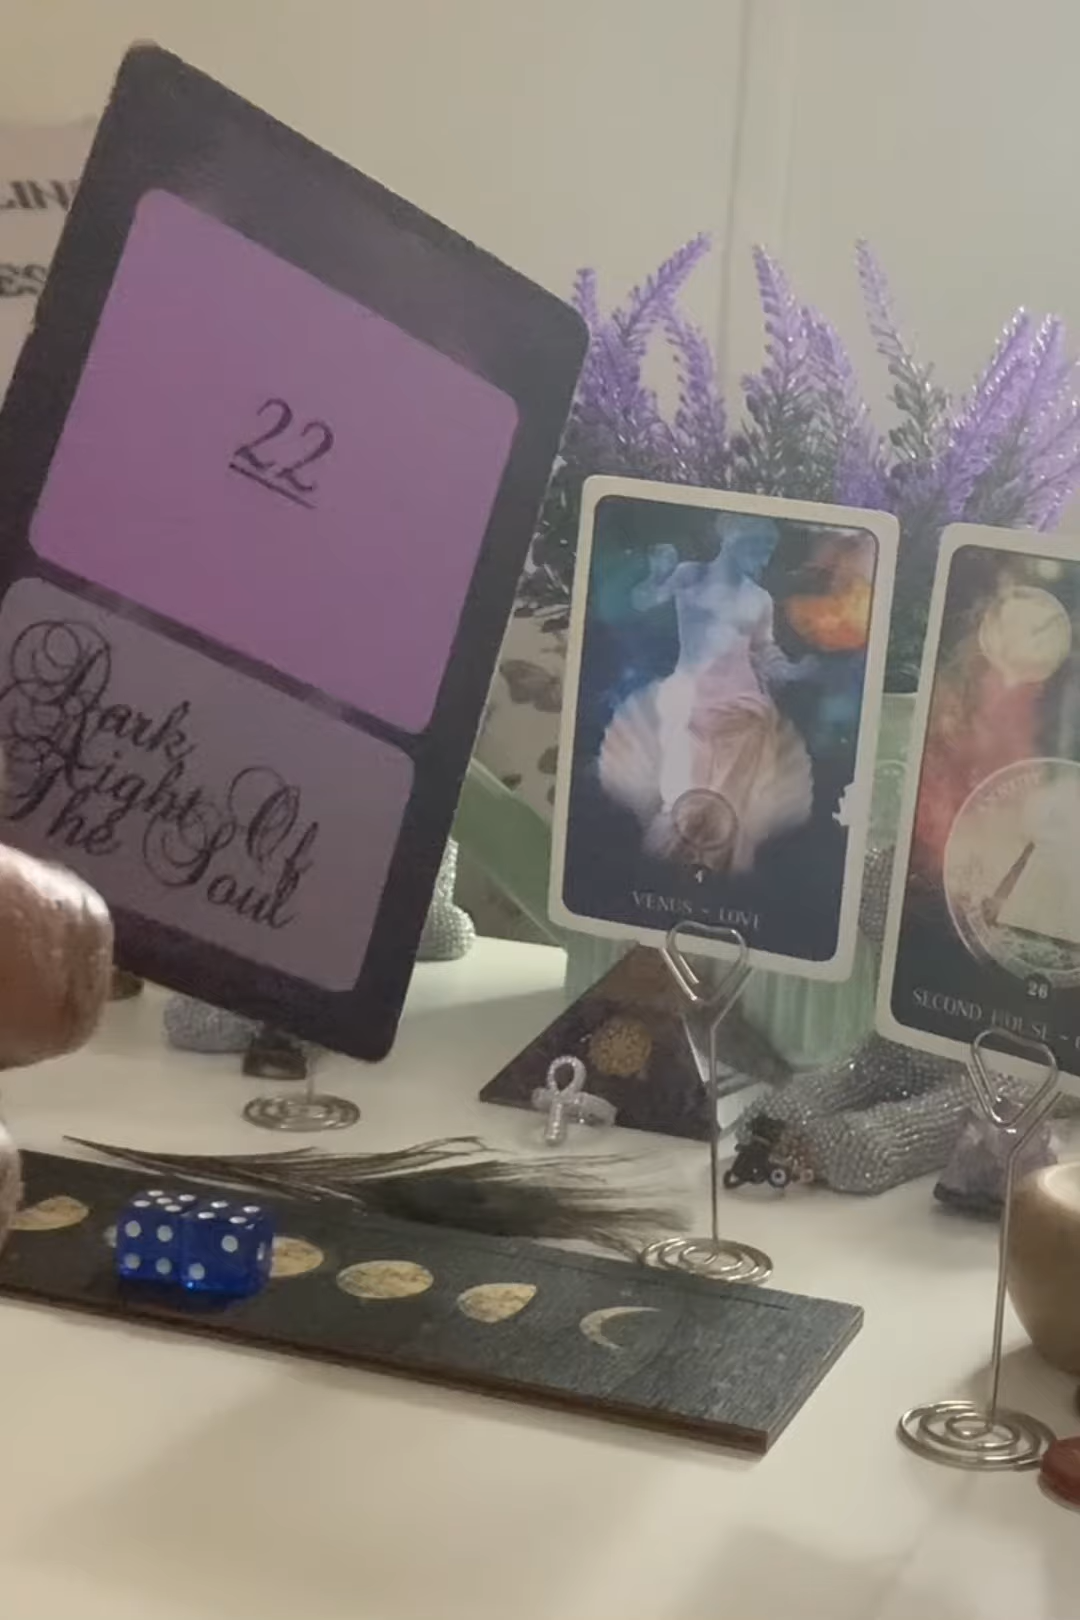 22
Dark
Night Of
The Soul
4
VENUS ~ LOVE
26
SECOND HOUSE ~